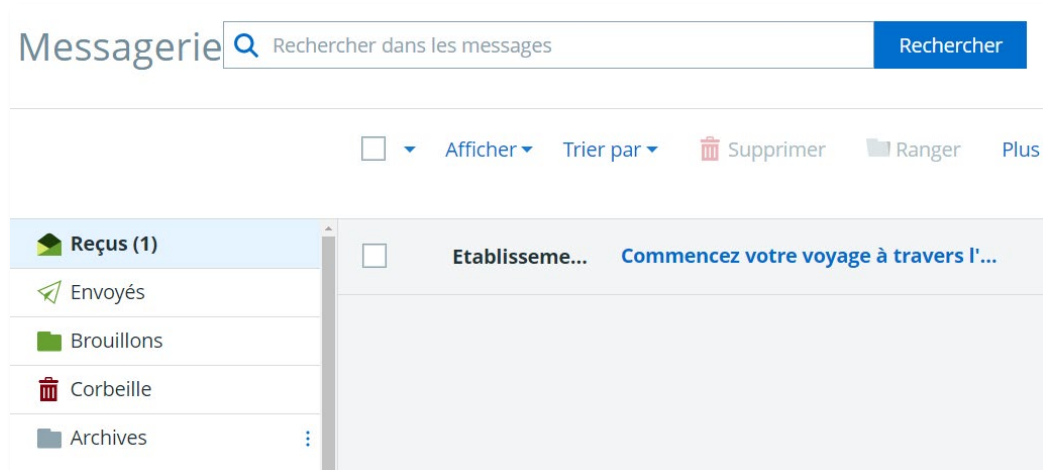 Messagerie
Rechercher dans les messages
Rechercher
Afficher
Trier par
Supprimer
Ranger
Plus
Reçus (1)
Etablisseme...
Commencez votre voyage à travers l'...
Envoyés
Brouillons
Corbeille
Archives